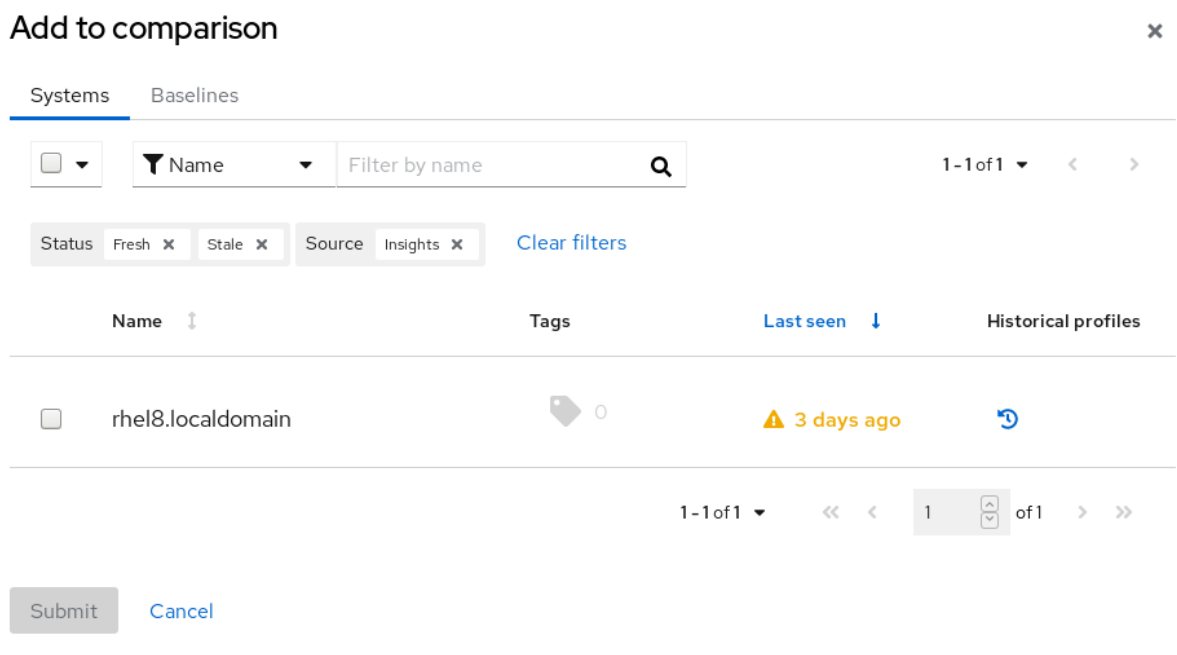 Add to comparison
Systems Baselines
Name Filter by name 1 - 1 of 1
Status Fresh Stale Source Insights Clear filters
Name Tags Last seen Historical profiles
rhel8.localdomain 0 3 days ago
1 - 1 of 1 1 of 1
Submit Cancel